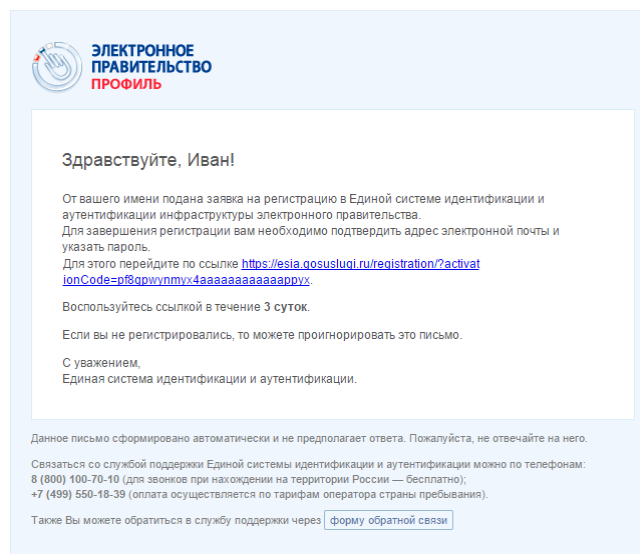 ЭЛЕКТРОННОЕ
ПРАВИТЕЛЬСТВО
ПРОФИЛЬ
Здравствуйте, Иван!
От вашего имени подана заявка на регистрацию в Единой системе идентификации и
аутентификации инфраструктуры электронного правительства.
Для завершения регистрации вам необходимо подтвердить адрес электронной почты и
указать пароль.
Для этого перейдите по ссылке https://esia.gosuslugi.ru/registration/?activat
ionCode=pf8gpwynmyx4aaaaaaaaaaappyx.
Воспользуйтесь ссылкой в течение 3 суток.
Если вы не регистрировались, то можете проигнорировать это письмо.
С уважением,
Единая система идентификации и аутентификации.
Данное письмо сформировано автоматически и не предполагает ответа. Пожалуйста, не отвечайте на него.
Связаться со службой поддержки Единой системы идентификации и аутентификации можно по телефонам:
8 (800) 100-70-10 (для звонков при нахождении на территории России — бесплатно);
+7 (499) 550-18-39 (оплата осуществляется по тарифам оператора страны пребывания).
Также Вы можете обратиться в службу поддержки через форму обратной связи